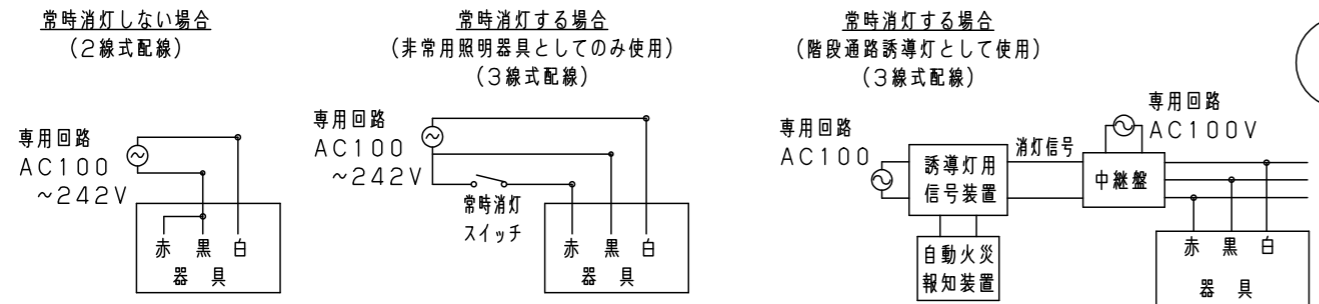 常時消灯しない場合
(2線式配線)
専用回路
AC100
~242V
赤 黒 白
器 具
常時消灯する場合
(非常用照明器具としてのみ使用)
(3線式配線)
専用回路
AC100
~242V
常時消灯
スイッチ
赤 黒 白
器 具
常時消灯する場合
(階段通路誘導灯として使用)
(3線式配線)
専用回路
AC100
誘導灯用
信号装置
自動火災
報知装置
消灯信号
専用回路
AC100V
中継盤
赤 黒 白
器 具